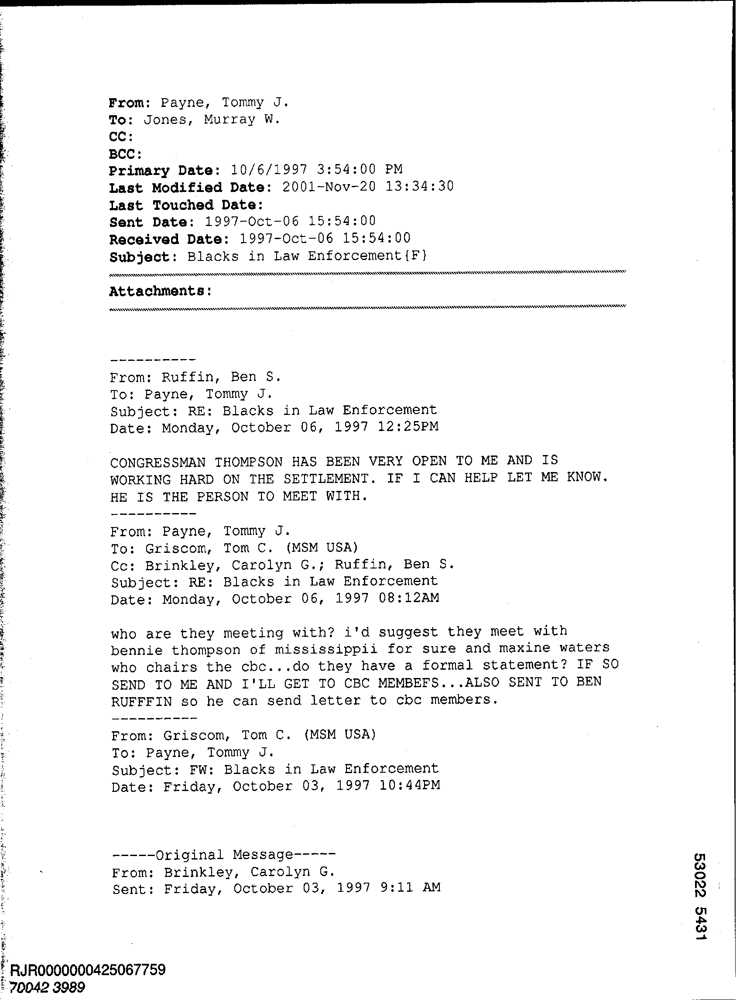 From: Payne, Tommy J.
To: Jones, Murray W.
CC:
BCC:
Primary Date: 10/6/1997 3:54:00 PM
Last Modified Date: 2001-Nov-20 13:34:30
Last Touched Date:
Sent Date: 1997-Oct-06 15:54:00
Received Date: 1997-Oct-06 15:54:00
Subject: Blacks in Law Enforcement{F}
Attachments:
----------
From: Ruffin, Ben S.
To: Payne, Tommy J.
Subject: RE: Blacks in Law Enforcement
Date: Monday, October 06, 1997 12:25PM
CONGRESSMAN THOMPSON HAS BEEN VERY OPEN TO ME AND IS
WORKING HARD ON THE SETTLEMENT. IF I CAN HELP LET ME KNOW.
HE IS THE PERSON TO MEET WITH.
----------
From: Payne, Tommy J.
To: Griscom, Tom C. (MSM USA)
Cc: Brinkley, Carolyn G.; Ruffin, Ben S.
Subject: RE: Blacks in Law Enforcement
Date: Monday, October 06, 1997 08:12AM
who are they meeting with? i'd suggest they meet with
bennie thompson of mississippii for sure and maxine waters
who chairs the cbc...do they have a formal statement? IF SO
SEND TO ME AND I'LL GET TO CBC MEMBEFS...ALSO SENT TO BEN
RUFFFIN so he can send letter to cbc members.
----------
From: Griscom, Tom C. (MSM USA)
To: Payne, Tommy J.
Subject: FW: Blacks in Law Enforcement
Date: Friday, October 03, 1997 10:44PM
-----Original Message-----
From: Brinkley, Carolyn G.
Sent: Friday, October 03, 1997 9:11 AM
53022 5431
RJR0000000425067759
70042 3989